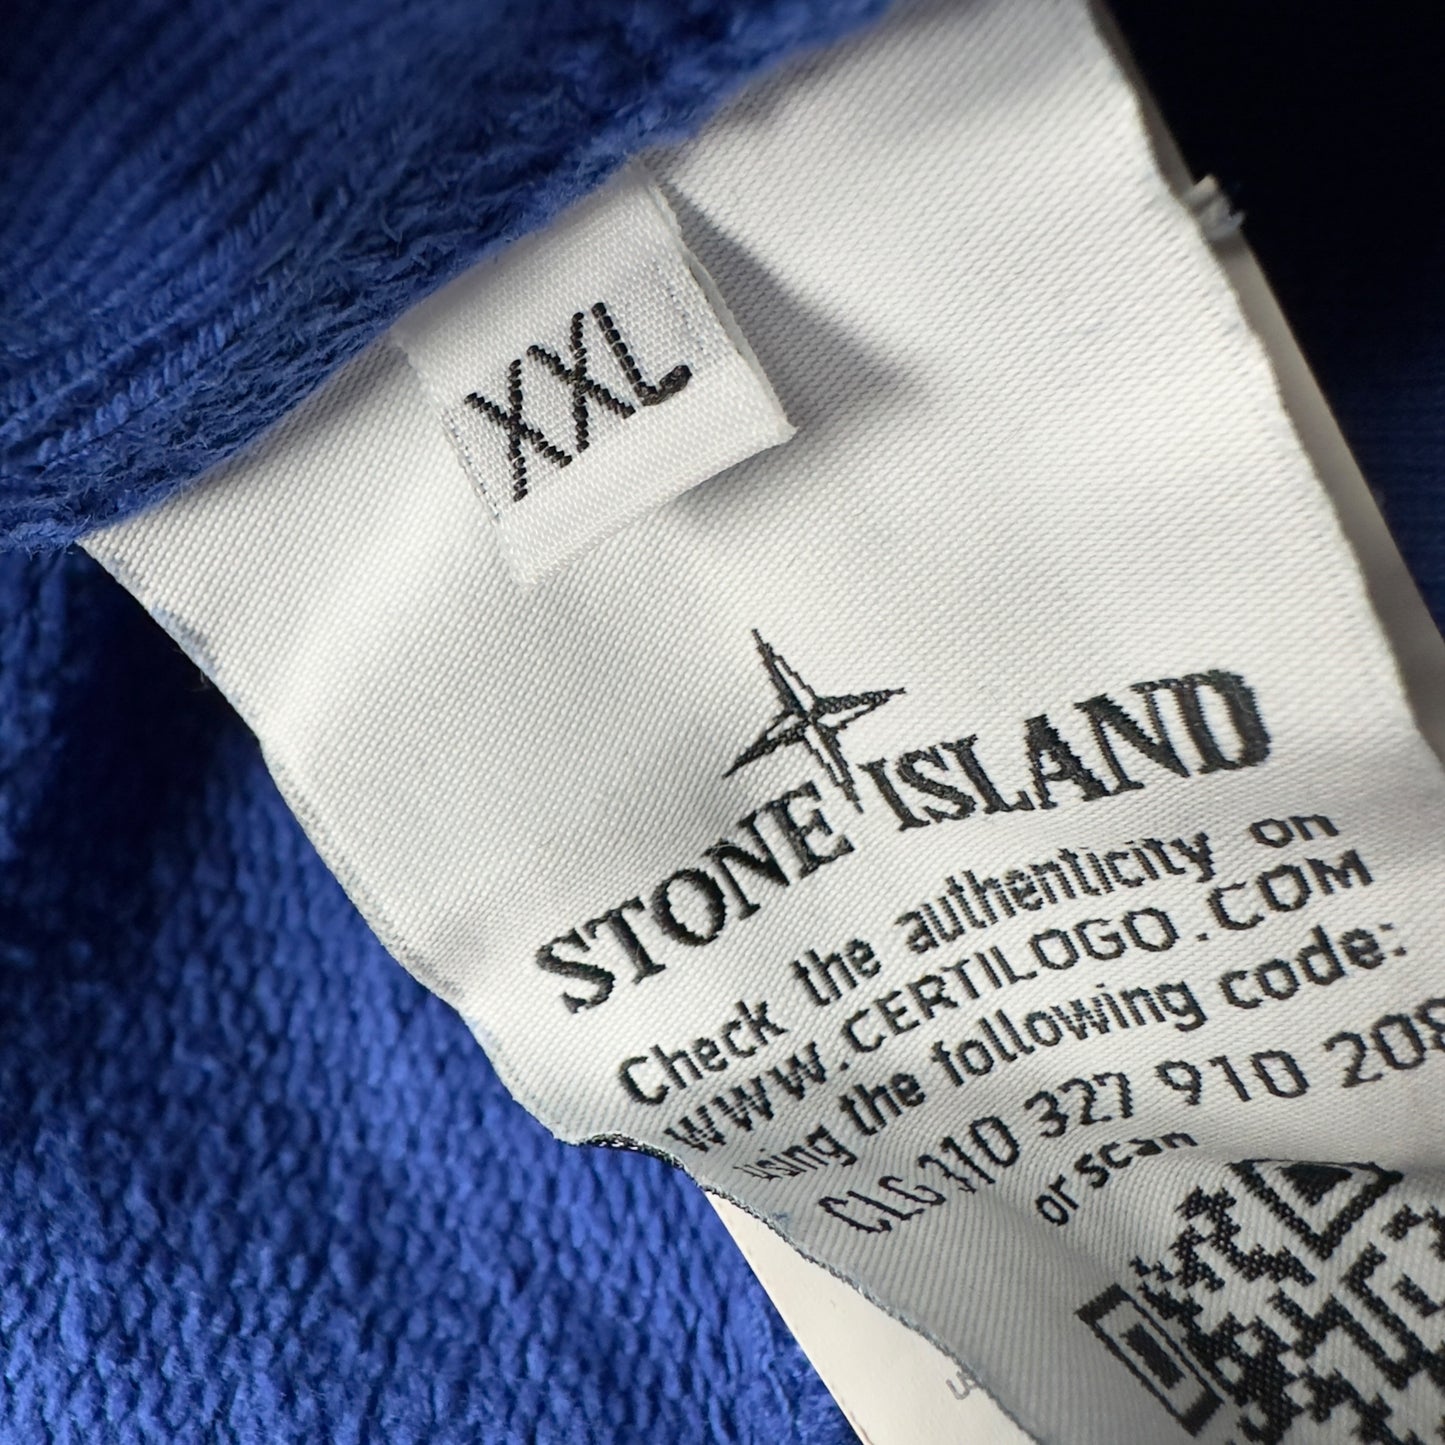 XXL
STONE ISLAND
Check the authenticity on
WWW.CERTILOGO.COM
using the following code:
CLG 110 327 910 208
or scan